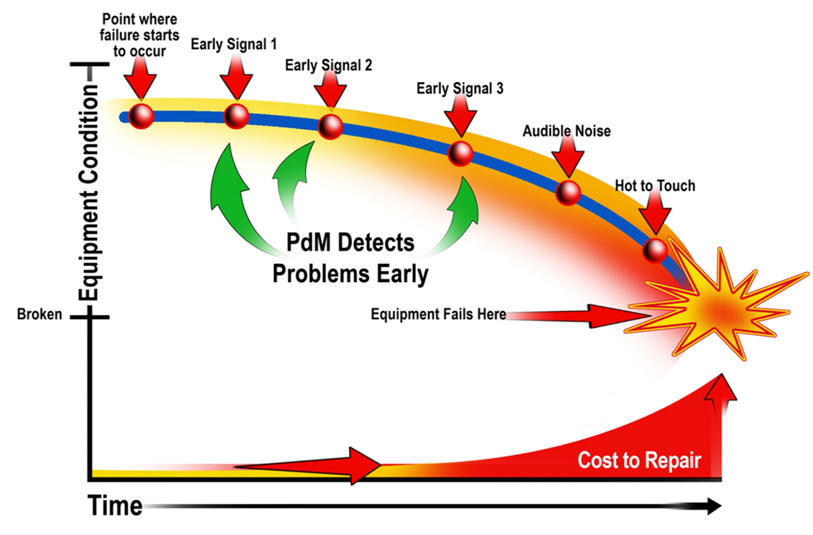 Point where
failure starts
to occur
Early Signal 1
Early Signal 2
Early Signal 3
Audible Noise
Hot to Touch
Equipment Condition
PdM Detects
Problems Early
Broken
Equipment Fails Here
Cost to Repair
Time